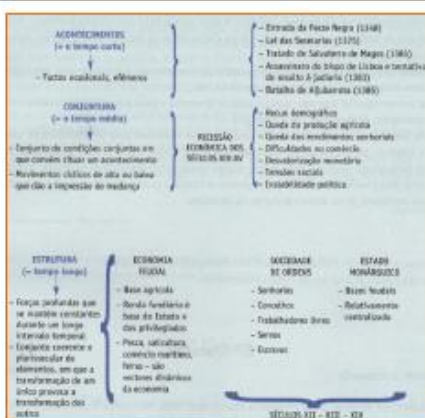 ACONTECIMENTOS
(= o tempo curto)
- Factos ocasionais, efémeros
- Entrada da Peste Negra (1348)
- Lei das Sesmarias (1375)
- Tratado de Salvaterra de Magos (1383)
- Assassinato do bispo de Lisboa e tentativa
de assalto à judiaria (1383)
- Batalha de Aljubarrota (1385)
CONJUNTURA
(= o tempo médio)
- Conjunto de condições conjuntas em
que convém situar um acontecimento
- Movimentos cíclicos de alta ou baixa
que dão a impressão de mudança
RECESSÃO
ECONÓMICA DOS
SÉCULOS XIV-XV
- Recuo demográfico
- Queda da produção agrícola
- Queda dos rendimentos senhoriais
- Dificuldades no comércio
- Desvalorização monetária
- Tensões sociais
- Instabilidade política
ESTRUTURA
(= tempo longo)
- Forças profundas que
se mantêm constantes
durante um longo
intervalo temporal
- Conjunto coerente e
de
elementos, em que a
transformação de um
único provoca a
transformação dos
outros
ECONOMIA
FEUDAL
- Base agrícola
- Renda fundiária é
base do Estado e
dos privilegiados
- Pesca, salicultura,
comércio marítimo,
feiras - são
sectores dinâmicos
da economia
SOCIEDADE
DE ORDENS
- Senhorios
- Concelhos
- Trabalhadores livres
- Servos
- Escravos
ESTADO
MONÁRQUICO
- Bases feudais
- Relativamente
centralizado
SÉCULOS XII - XIII - XIV